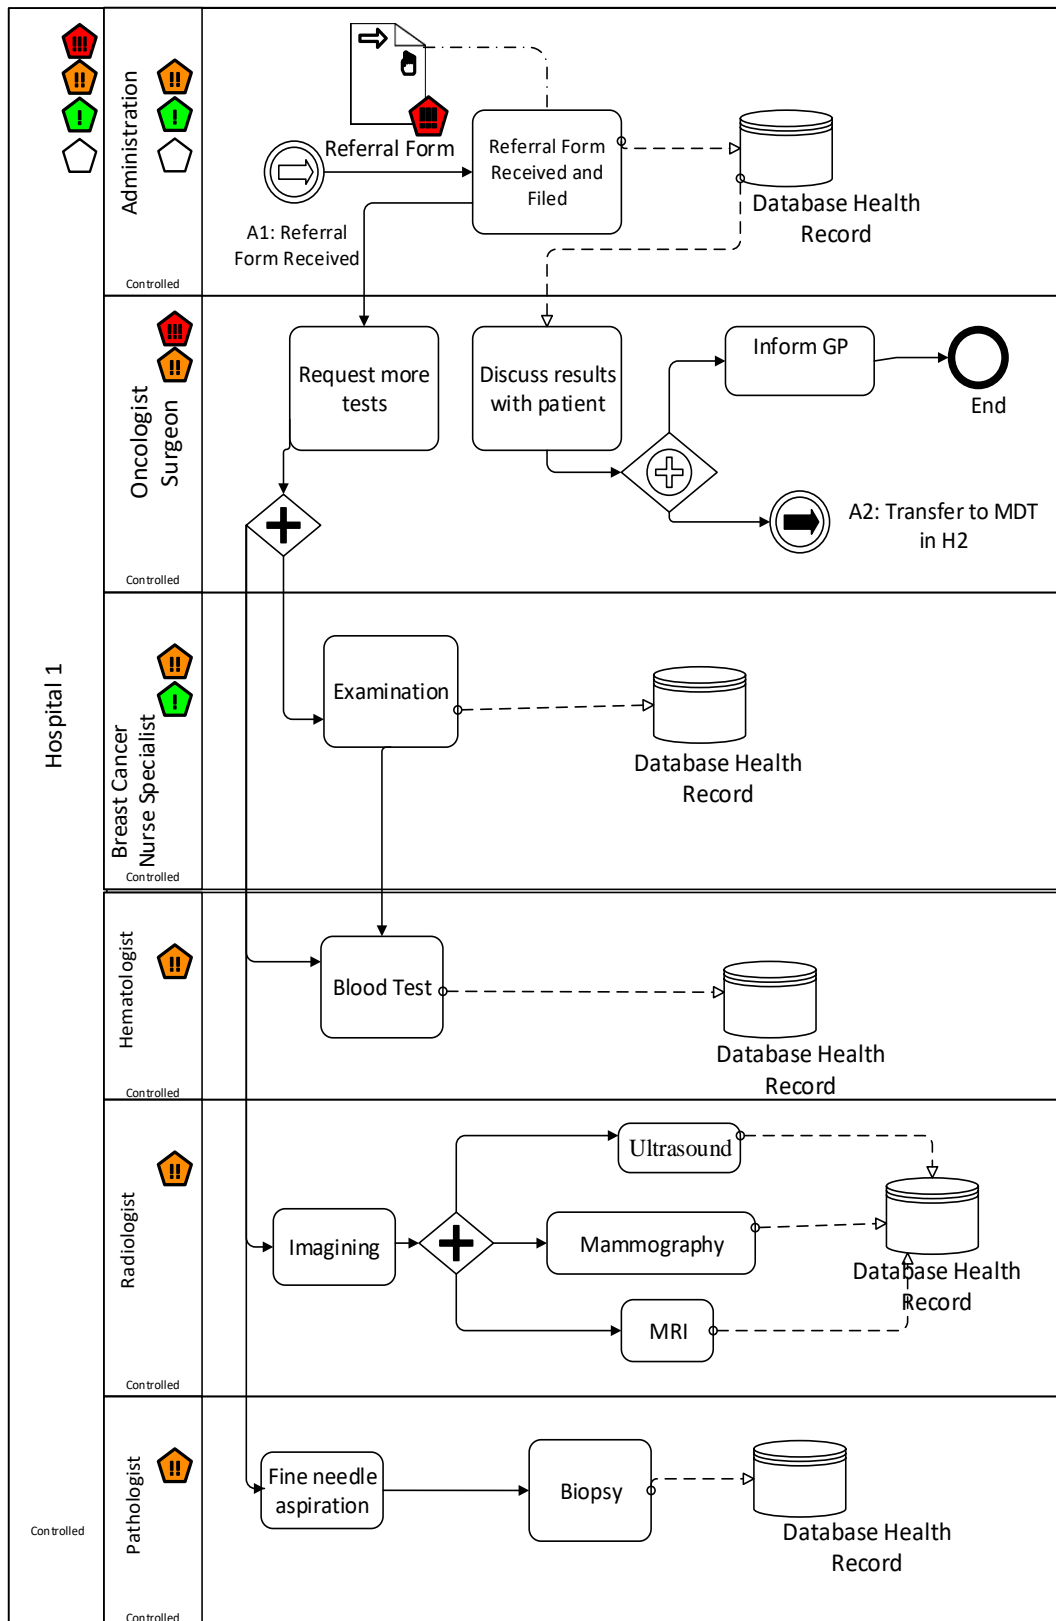 Hospital 1
Controlled
Administration
Controlled
!!!
!!
!
!!
!
!!!
Referral Form
A1: Referral
Form Received
Referral Form
Received and
Filed
Database Health
Record
Oncologist
Surgeon
Controlled
!!!
!!
Request more
tests
Discuss results
with patient
Inform GP
End
A2: Transfer to MDT
in H2
Breast Cancer
Nurse Specialist
Controlled
!!
!
Examination
Database Health
Record
Hematologist
Controlled
!!
Blood Test
Database Health
Record
Radiologist
Controlled
!!
Imagining
Ultrasound
Mammography
MRI
Database Health
Record
Pathologist
Controlled
!!
Fine needle
aspiration
Biopsy
Database Health
Record